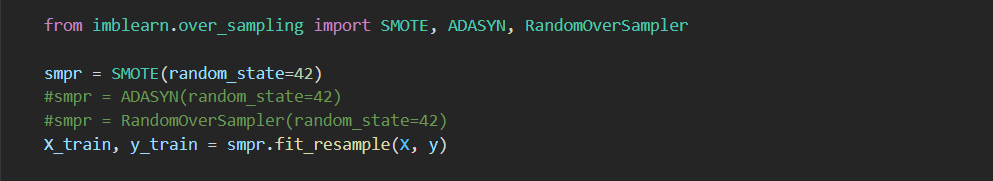 from imblearn.over_sampling import SMOTE, ADASYN, RandomOverSampler
smpr = SMOTE(random_state=42)
#smpr = ADASYN(random_state=42)
#smpr = RandomOverSampler(random_state=42)
X_train, y_train = smpr.fit_resample(X, y)